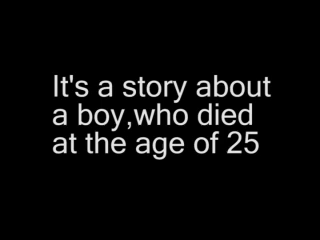 It's a story about
a boy,who died
at the age of 25